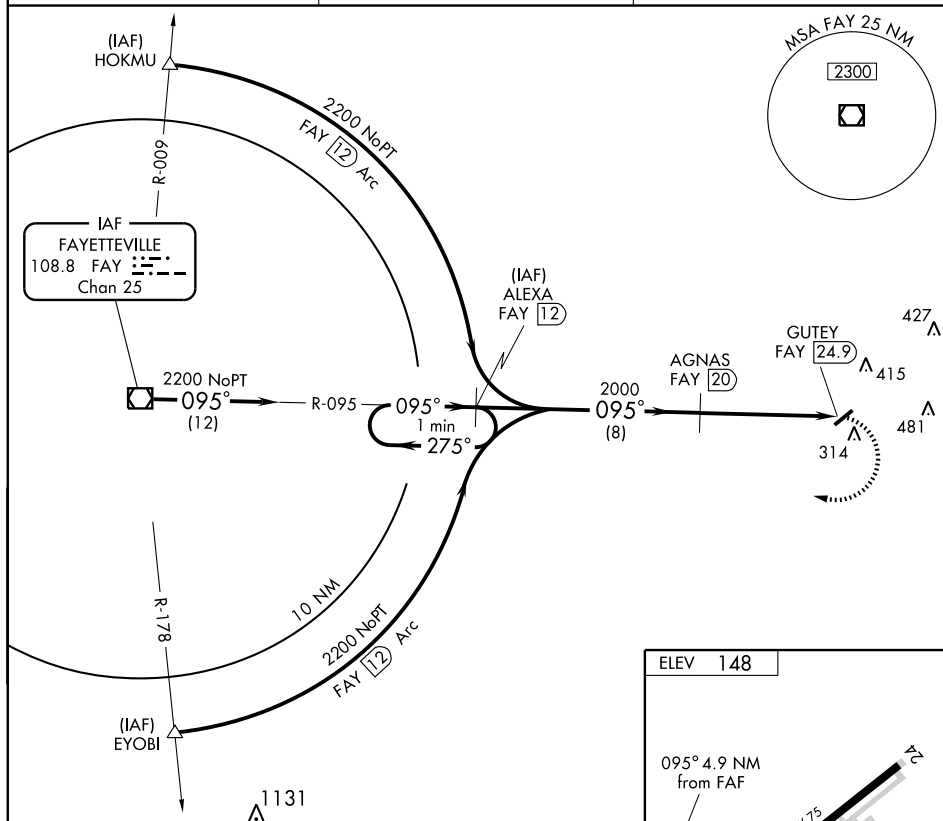 (IAF)
HOKMU
MSA FAY 25 NM
2300
2200 NoPT
FAY 12 Arc
R-009
IAF
FAYETTEVILLE
108.8 FAY
Chan 25
(IAF)
ALEXA
FAY 12
427
GUTEY
FAY 24.9
415
AGNAS
FAY 20
2200 NoPT
095°
(12)
R-095
095°
1 min
275°
2000
095°
(8)
481
314
10 NM
R-178
2200 NoPT
FAY 12 Arc
(IAF)
EYOBI
1131
ELEV 148
095° 4.9 NM
from FAF
24